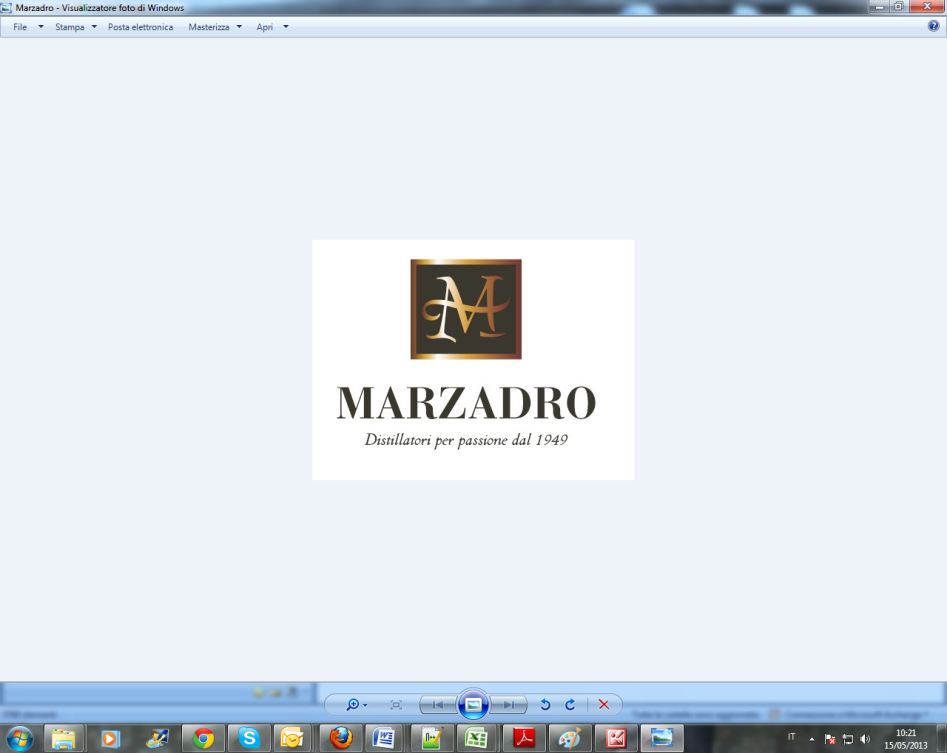 Marzadro - Visualizzatore foto di Windows
File Stampa Posta elettronica Masterizza Apri
M
MARZADRO
Distillatori per passione dal 1949
IT 10:21
15/05/2013